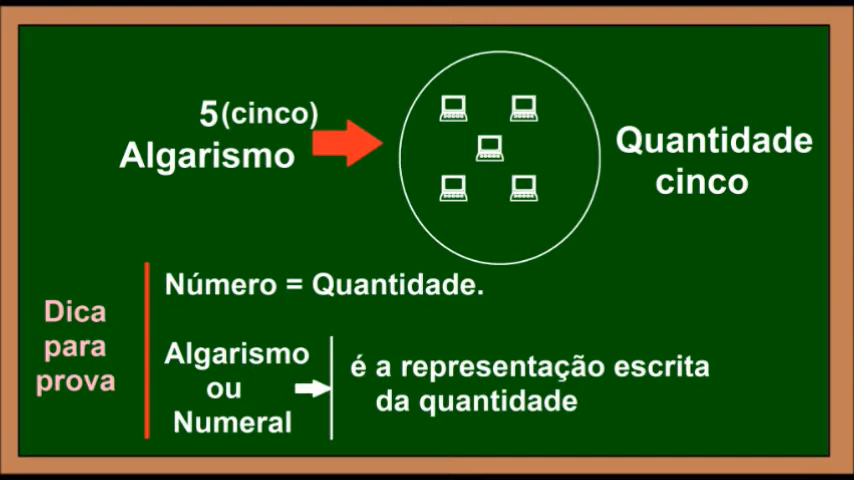 5 (cinco)
Algarismo
Quantidade
cinco
Dica
para
prova
Número = Quantidade.
Algarismo
ou
Numeral
é a representação escrita
da quantidade